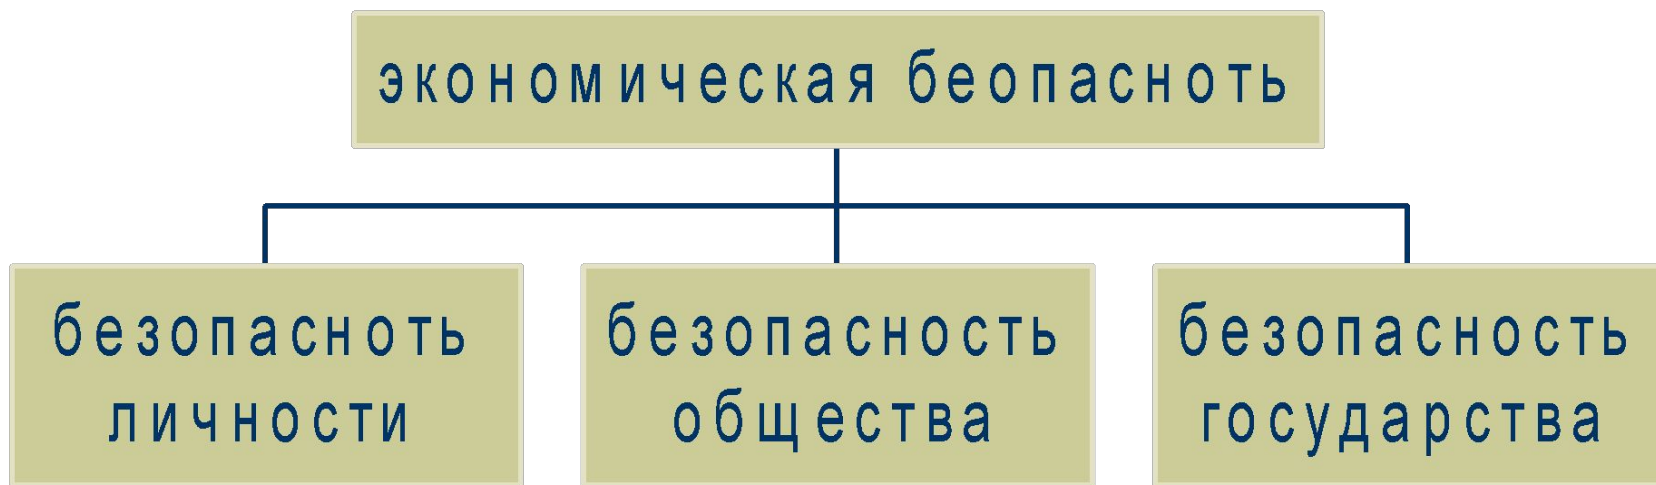 экономическая беопасноть
безопасноть
личности
безопасность
общества
безопасность
государства